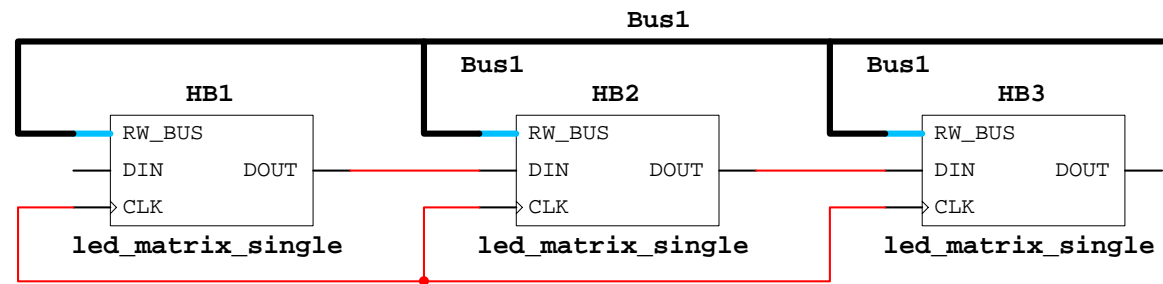 Bus1
Bus1 Bus1
HB1 HB2 HB3
RW_BUS RW_BUS RW_BUS
DIN DOUT DIN DOUT DIN DOUT
CLK CLK CLK
led_matrix_single led_matrix_single led_matrix_single